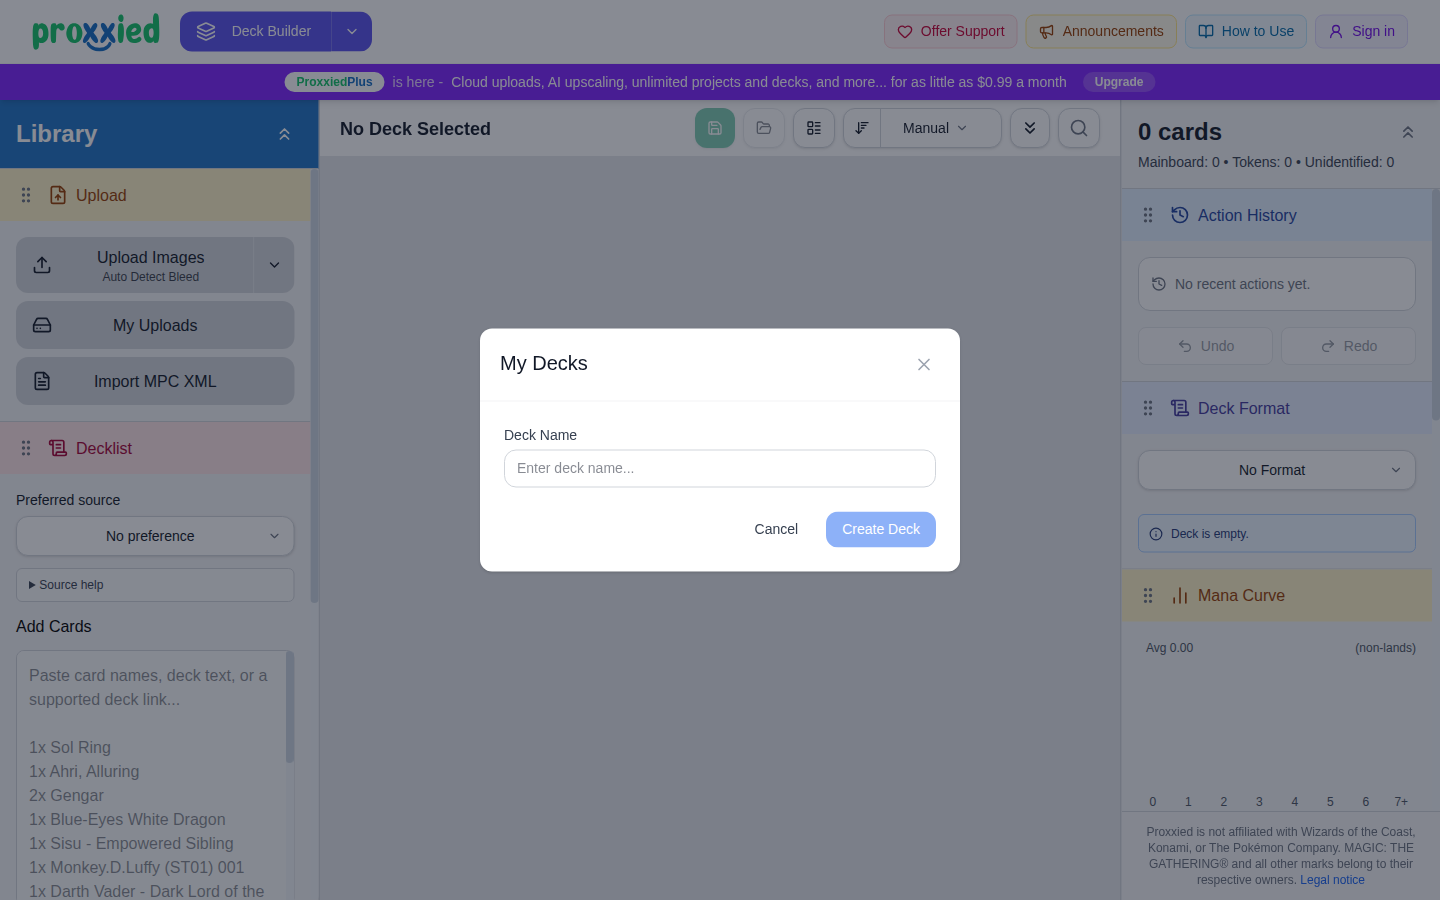 proxxied
Deck Builder
Offer Support
Announcements
How to Use
Sign in
ProxxiedPlus is here - Cloud uploads, AI upscaling, unlimited projects and decks, and more... for as little as $0.99 a month Upgrade
Library
Upload
Upload Images
Auto Detect Bleed
My Uploads
Import MPC XML
Decklist
Preferred source
No preference
Source help
Add Cards
Paste card names, deck text, or a
supported deck link...
1x Sol Ring
1x Ahri, Alluring
2x Gengar
1x Blue-Eyes White Dragon
1x Sisu - Empowered Sibling
1x Monkey.D.Luffy (ST01) 001
1x Darth Vader - Dark Lord of the
No Deck Selected
Manual
My Decks
Deck Name
Enter deck name...
Cancel
Create Deck
0 cards
Mainboard: 0 • Tokens: 0 • Unidentified: 0
Action History
No recent actions yet.
Undo
Redo
Deck Format
No Format
Deck is empty.
Mana Curve
Avg 0.00
(non-lands)
0 1 2 3 4 5 6 7+
Proxxied is not affiliated with Wizards of the Coast,
Konami, or The Pokémon Company. MAGIC: THE
GATHERING® and all other marks belong to their
respective owners. Legal notice